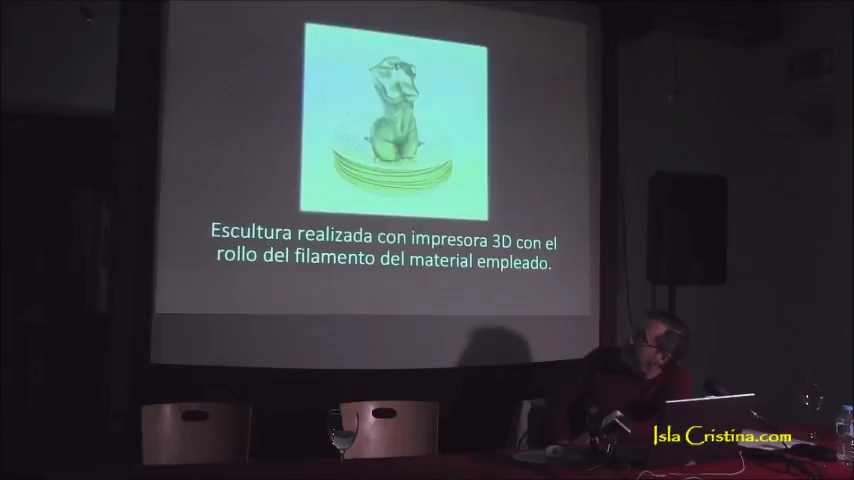 Escultura realizada con impresora 3D con el
rollo del filamento del material empleado.
Isla Cristina.com